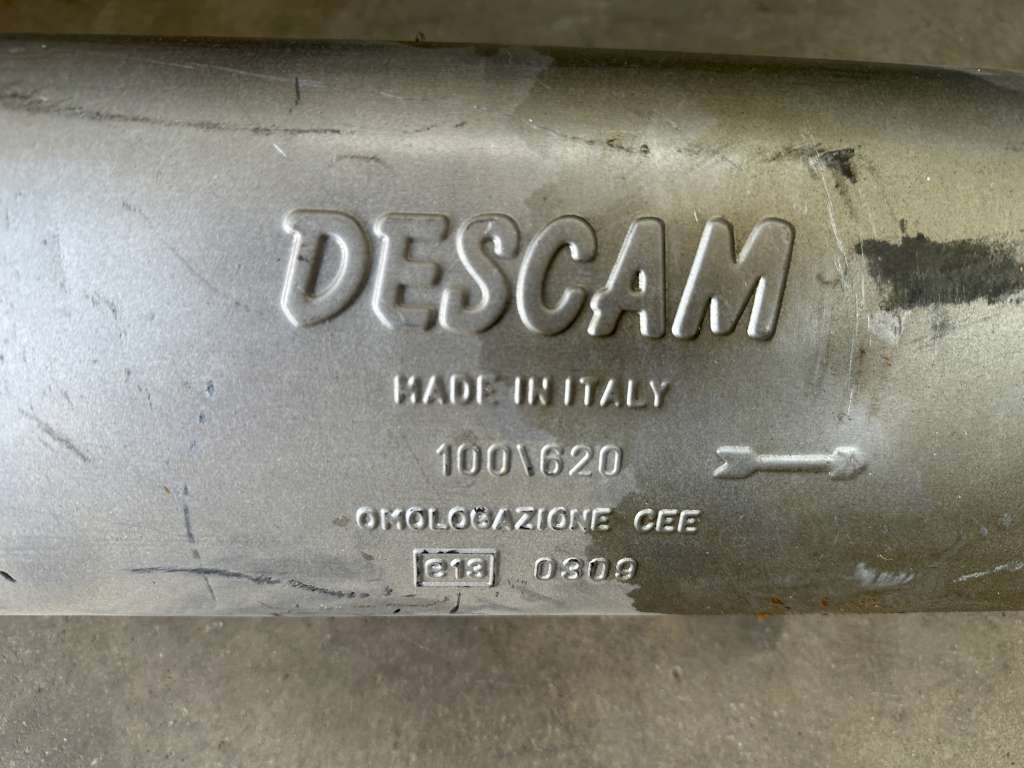 DESCAM
MADE IN ITALY
100\620
OMOLOGAZIONE CEE
e13 0309